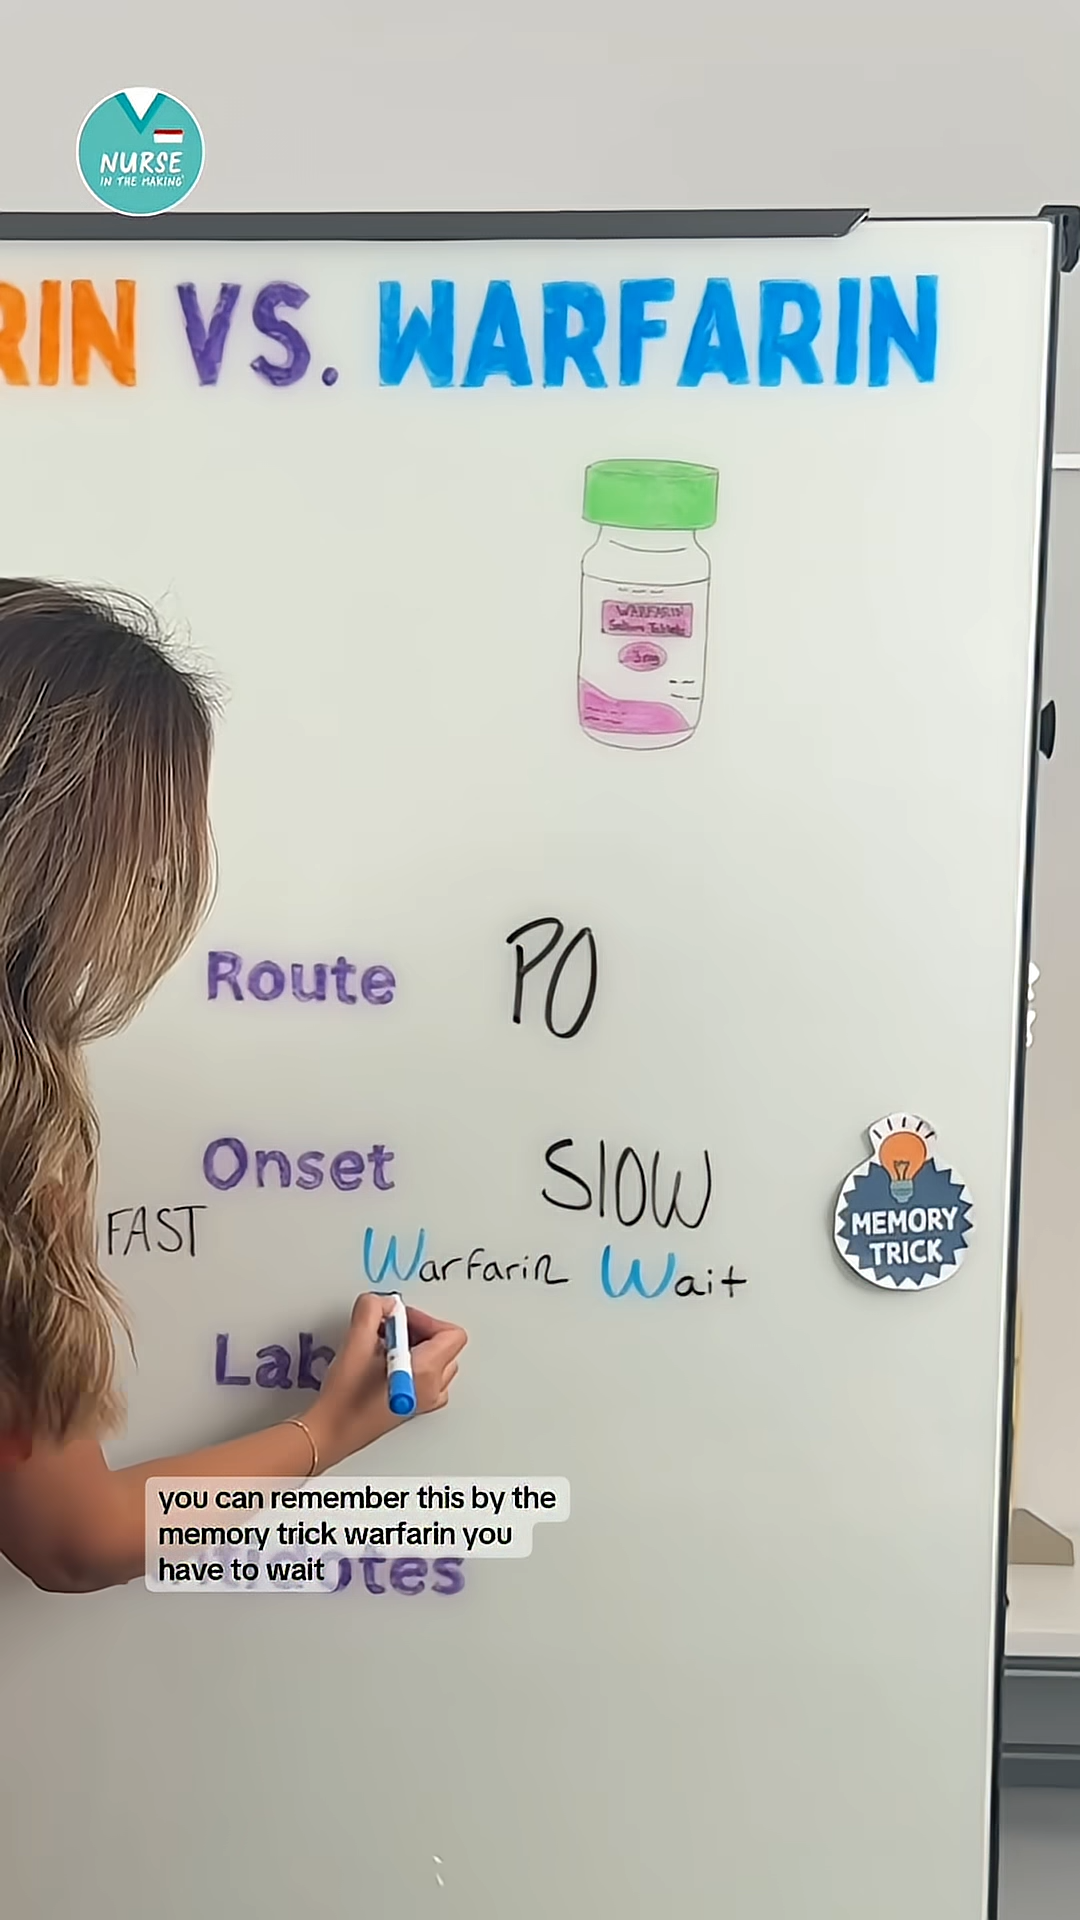 NURSE
IN THE MAKING
RIN VS. WARFARIN
WARFARIN
Sodium Tablets
3mg
Route PO
Onset SLOW
FAST
Warfarin Wait
MEMORY
TRICK
Lab
you can remember this by the
memory trick warfarin you
have to wait